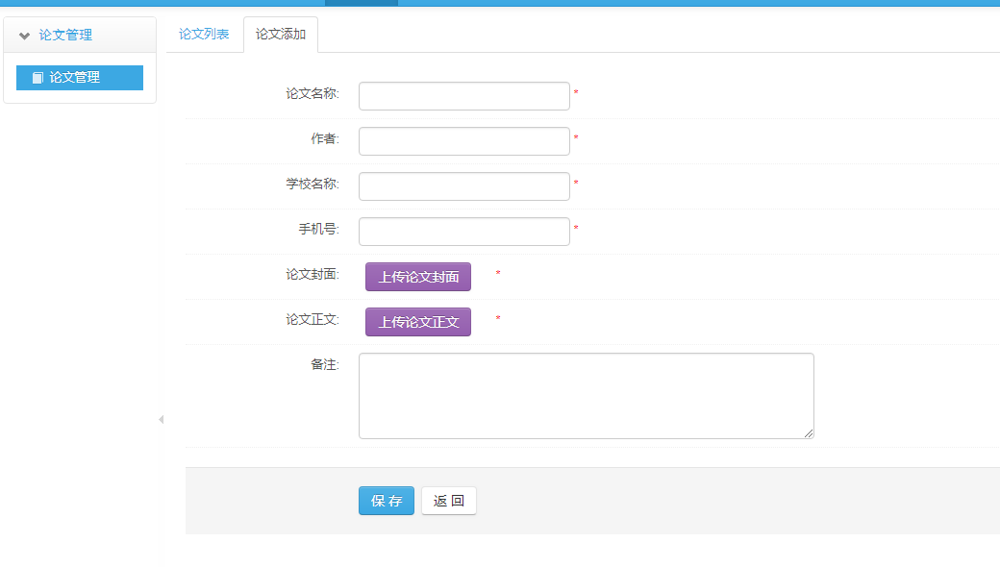 论文管理
论文管理
论文列表 论文添加
论文名称: *
作者: *
学校名称: *
手机号: *
论文封面: 上传论文封面 *
论文正文: 上传论文正文 *
备注:
保 存 返 回